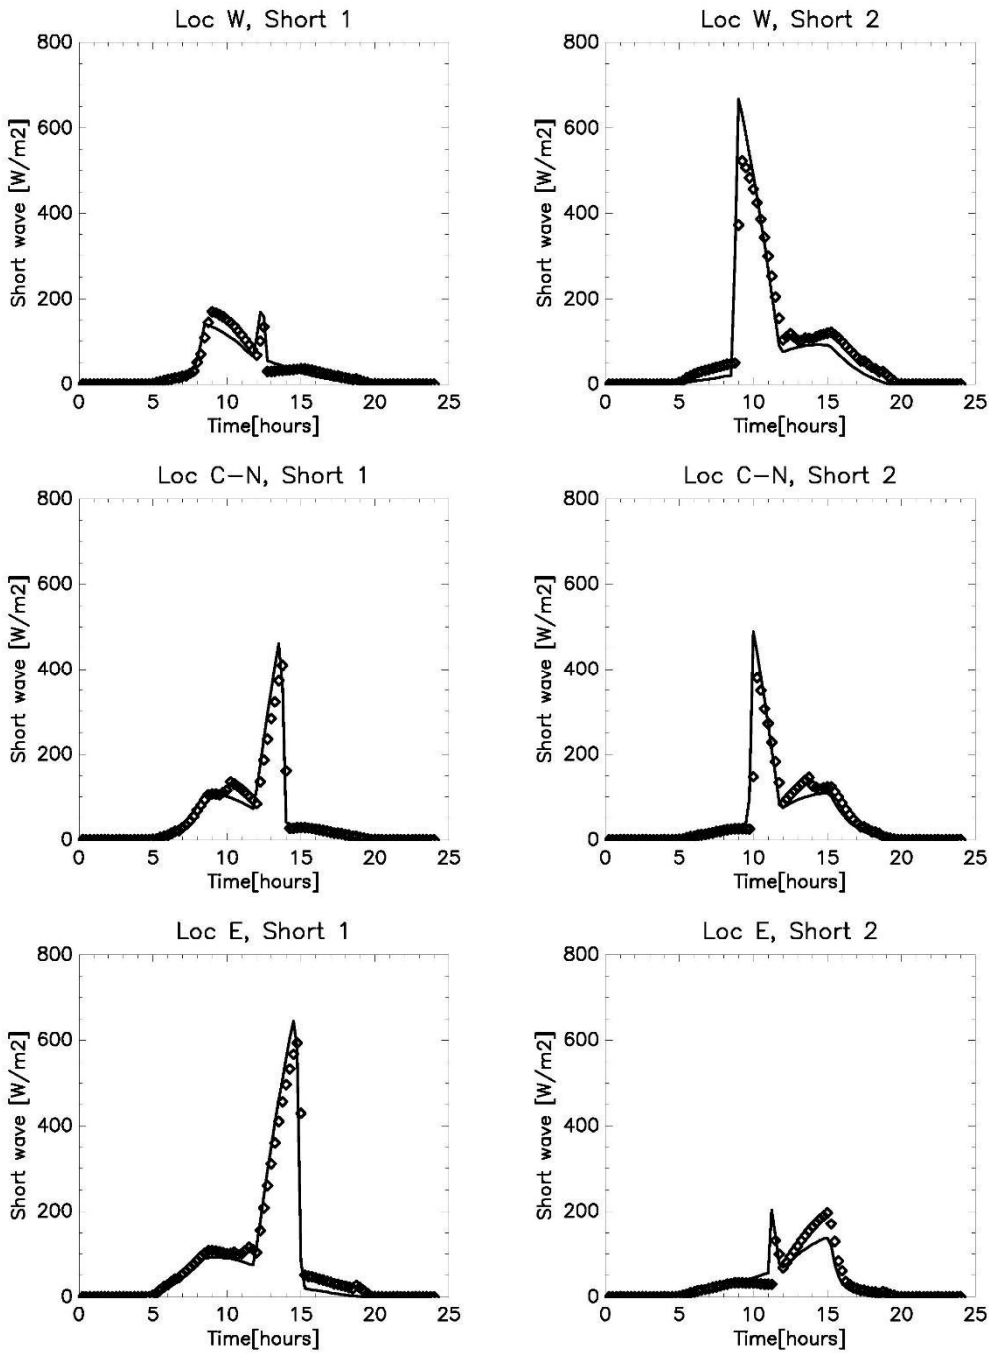 Loc W, Short 1
800
600
400
200
0
Short wave [W/m2]
0 5 10 15 20 25
Time[hours]
Loc W, Short 2
800
600
400
200
0
Short wave [W/m2]
0 5 10 15 20 25
Time[hours]
Loc C-N, Short 1
800
600
400
200
0
Short wave [W/m2]
0 5 10 15 20 25
Time[hours]
Loc C-N, Short 2
800
600
400
200
0
Short wave [W/m2]
0 5 10 15 20 25
Time[hours]
Loc E, Short 1
800
600
400
200
0
Short wave [W/m2]
0 5 10 15 20 25
Time[hours]
Loc E, Short 2
800
600
400
200
0
Short wave [W/m2]
0 5 10 15 20 25
Time[hours]